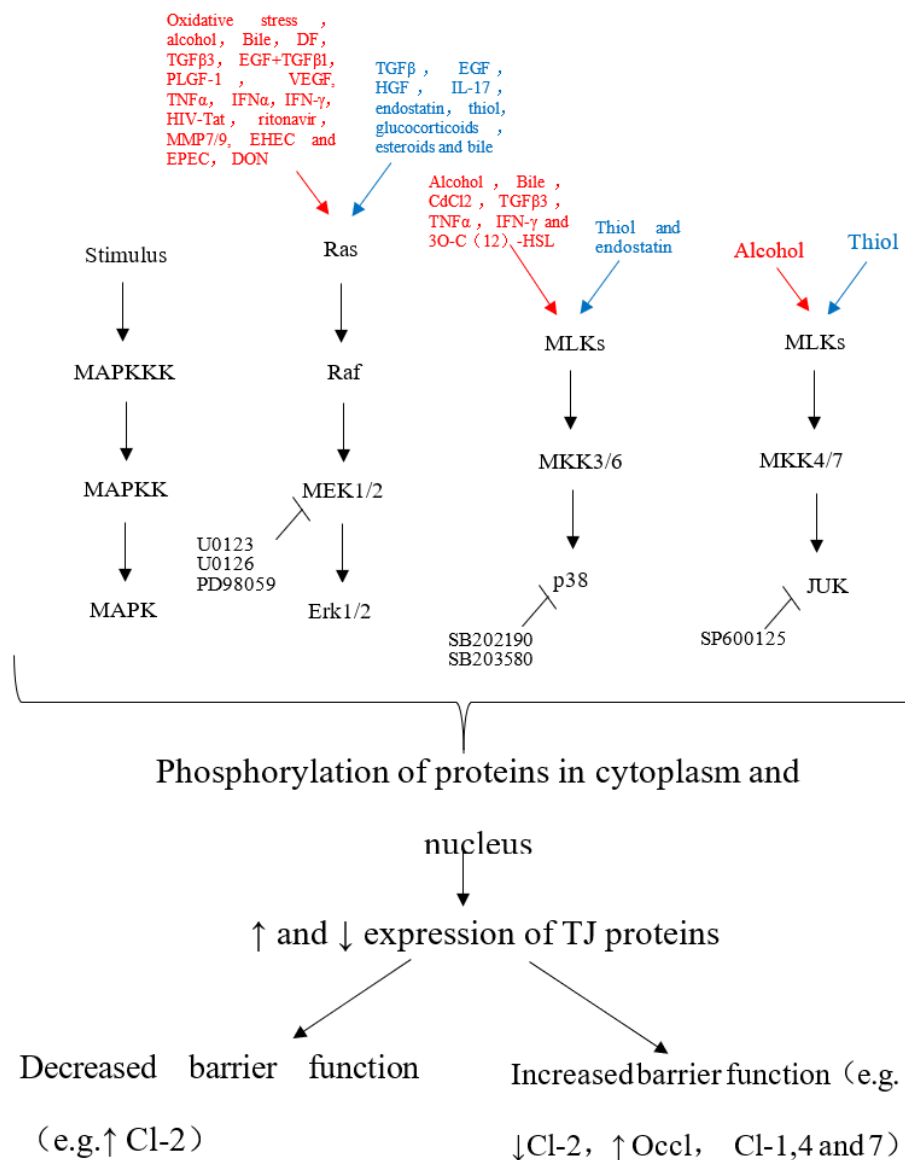 Oxidative stress ,
alcohol, Bile, DF,
TGFβ3, EGF+TGFβ1,
PLGF-1 , VEGF,
TNFα, IFNα, IFN-γ,
HIV-Tat, ritonavir,
MMP7/9, EHEC and
EPEC, DON
TGFβ, EGF,
HGF, IL-17,
endostatin, thiol,
glucocorticoids ,
esteroids and bile
Alcohol , Bile ,
CdCl2 , TGFβ3,
TNFα, IFN-γ and
3O-C（12）-HSL
Thiol and
endostatin
Alcohol
Thiol
Stimulus
Ras
MLKs
MLKs
MAPKKK
Raf
MKK3/6
MKK4/7
MAPKK
MEK1/2
U0123
U0126
PD98059
MAPK
Erk1/2
p38
JUK
SB202190
SB203580
SP600125
Phosphorylation of proteins in cytoplasm and
nucleus
↑ and ↓ expression of TJ proteins
Decreased barrier function
（e.g.↑ Cl-2）
Increased barrier function（e.g.
↓Cl-2, ↑ Occl, Cl-1,4 and 7）